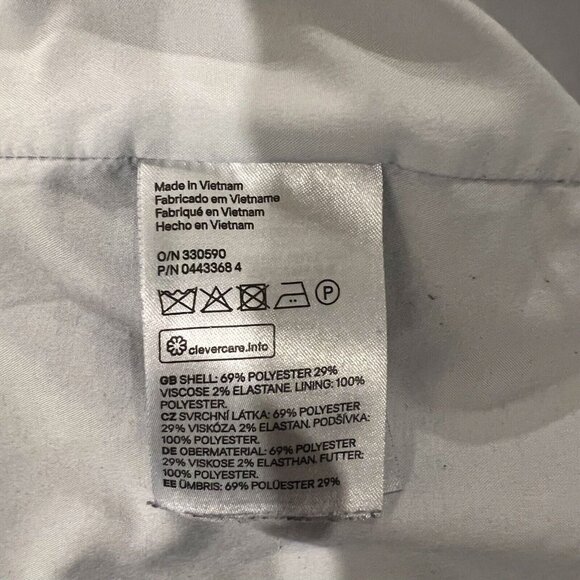 Made in Vietnam
Fabricado em Vietname
Fabriqué en Vietnam
Hecho en Vietnam
O/N 330590
P/N 0443368 4
P
clevercare.info
GB SHELL: 69% POLYESTER 29%
VISCOSE 2% ELASTANE. LINING: 100%
POLYESTER.
CZ SVRCHNÍ LÁTKA: 69% POLYESTER
29% VISKÓZA 2% ELASTAN. PODŠÍVKA:
100% POLYESTER.
DE OBERMATERIAL: 69% POLYESTER
29% VISKOSE 2% ELASTHAN. FUTTER:
100% POLYESTER.
EE ÜMBRIS: 69% POLÜESTER 29%